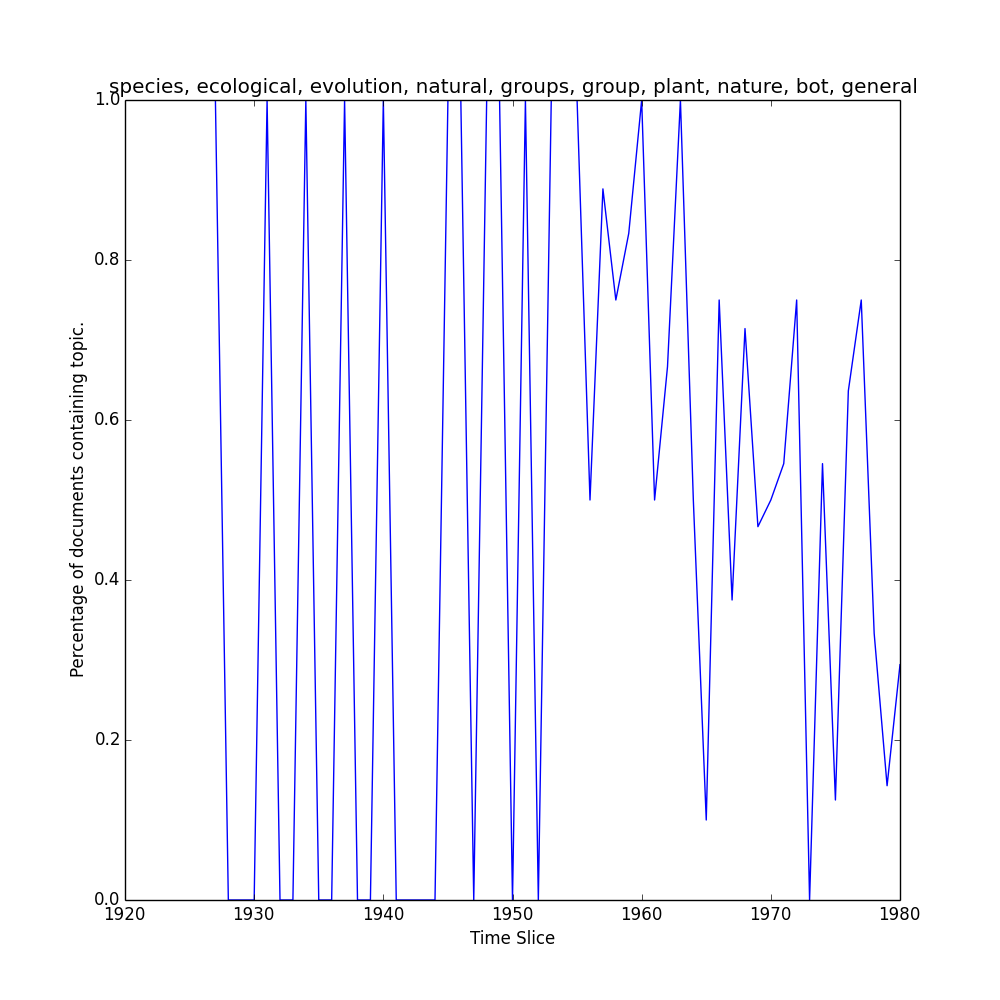 species, ecological, evolution, natural, groups, group, plant, nature, bot, general
1.0
0.8
0.6
0.4
0.2
0.0
Percentage of documents containing topic.
1920 1930 1940 1950 1960 1970 1980
Time Slice